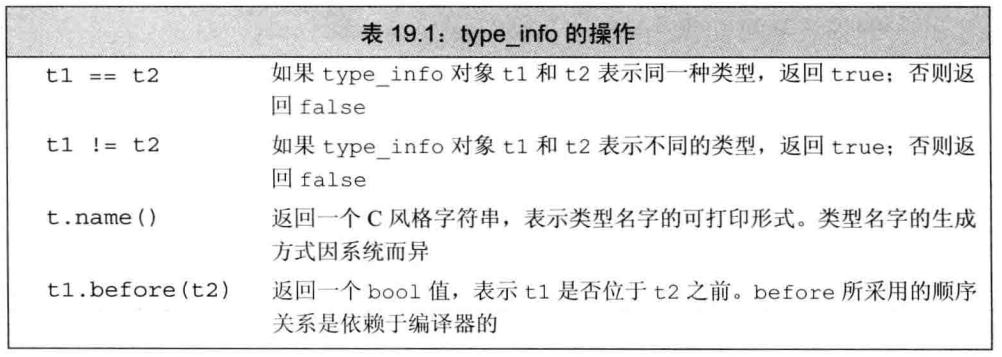 表 19.1：type_info 的操作
t1 == t2 如果 type_info 对象 t1 和 t2 表示同一种类型，返回 true；否则返
回 false
t1 != t2 如果 type_info 对象 t1 和 t2 表示不同的类型，返回 true；否则返
回 false
t.name() 返回一个 C 风格字符串，表示类型名字的可打印形式。类型名字的生成
方式因系统而异
t1.before(t2) 返回一个 bool 值，表示 t1 是否位于 t2 之前。before 所采用的顺序
关系是依赖于编译器的